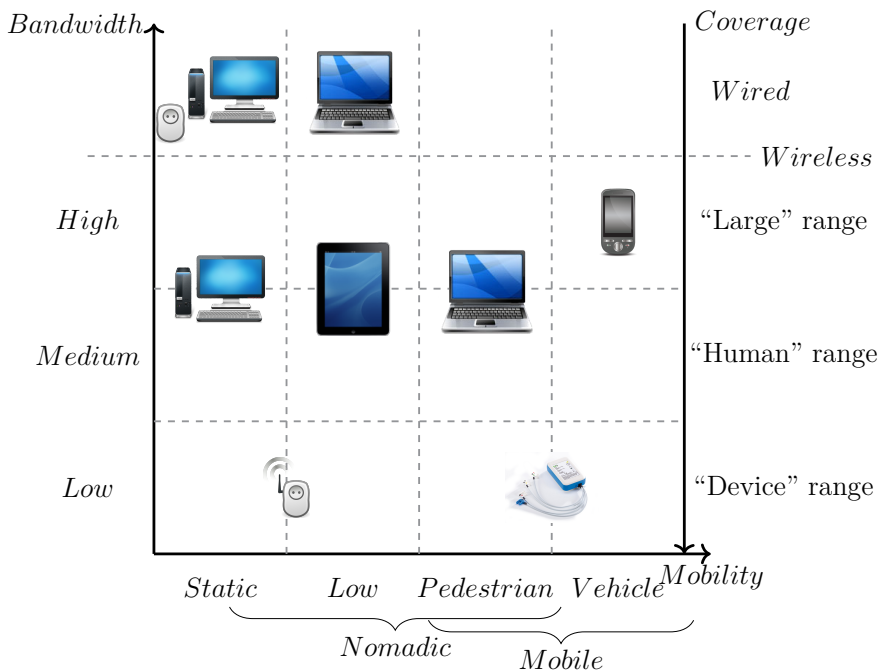 Bandwidth
Coverage
Wired
Wireless
High
“Large” range
Medium
“Human” range
Low
“Device” range
Mobility
Static
Low
Pedestrian
Vehicle
Nomadic
Mobile